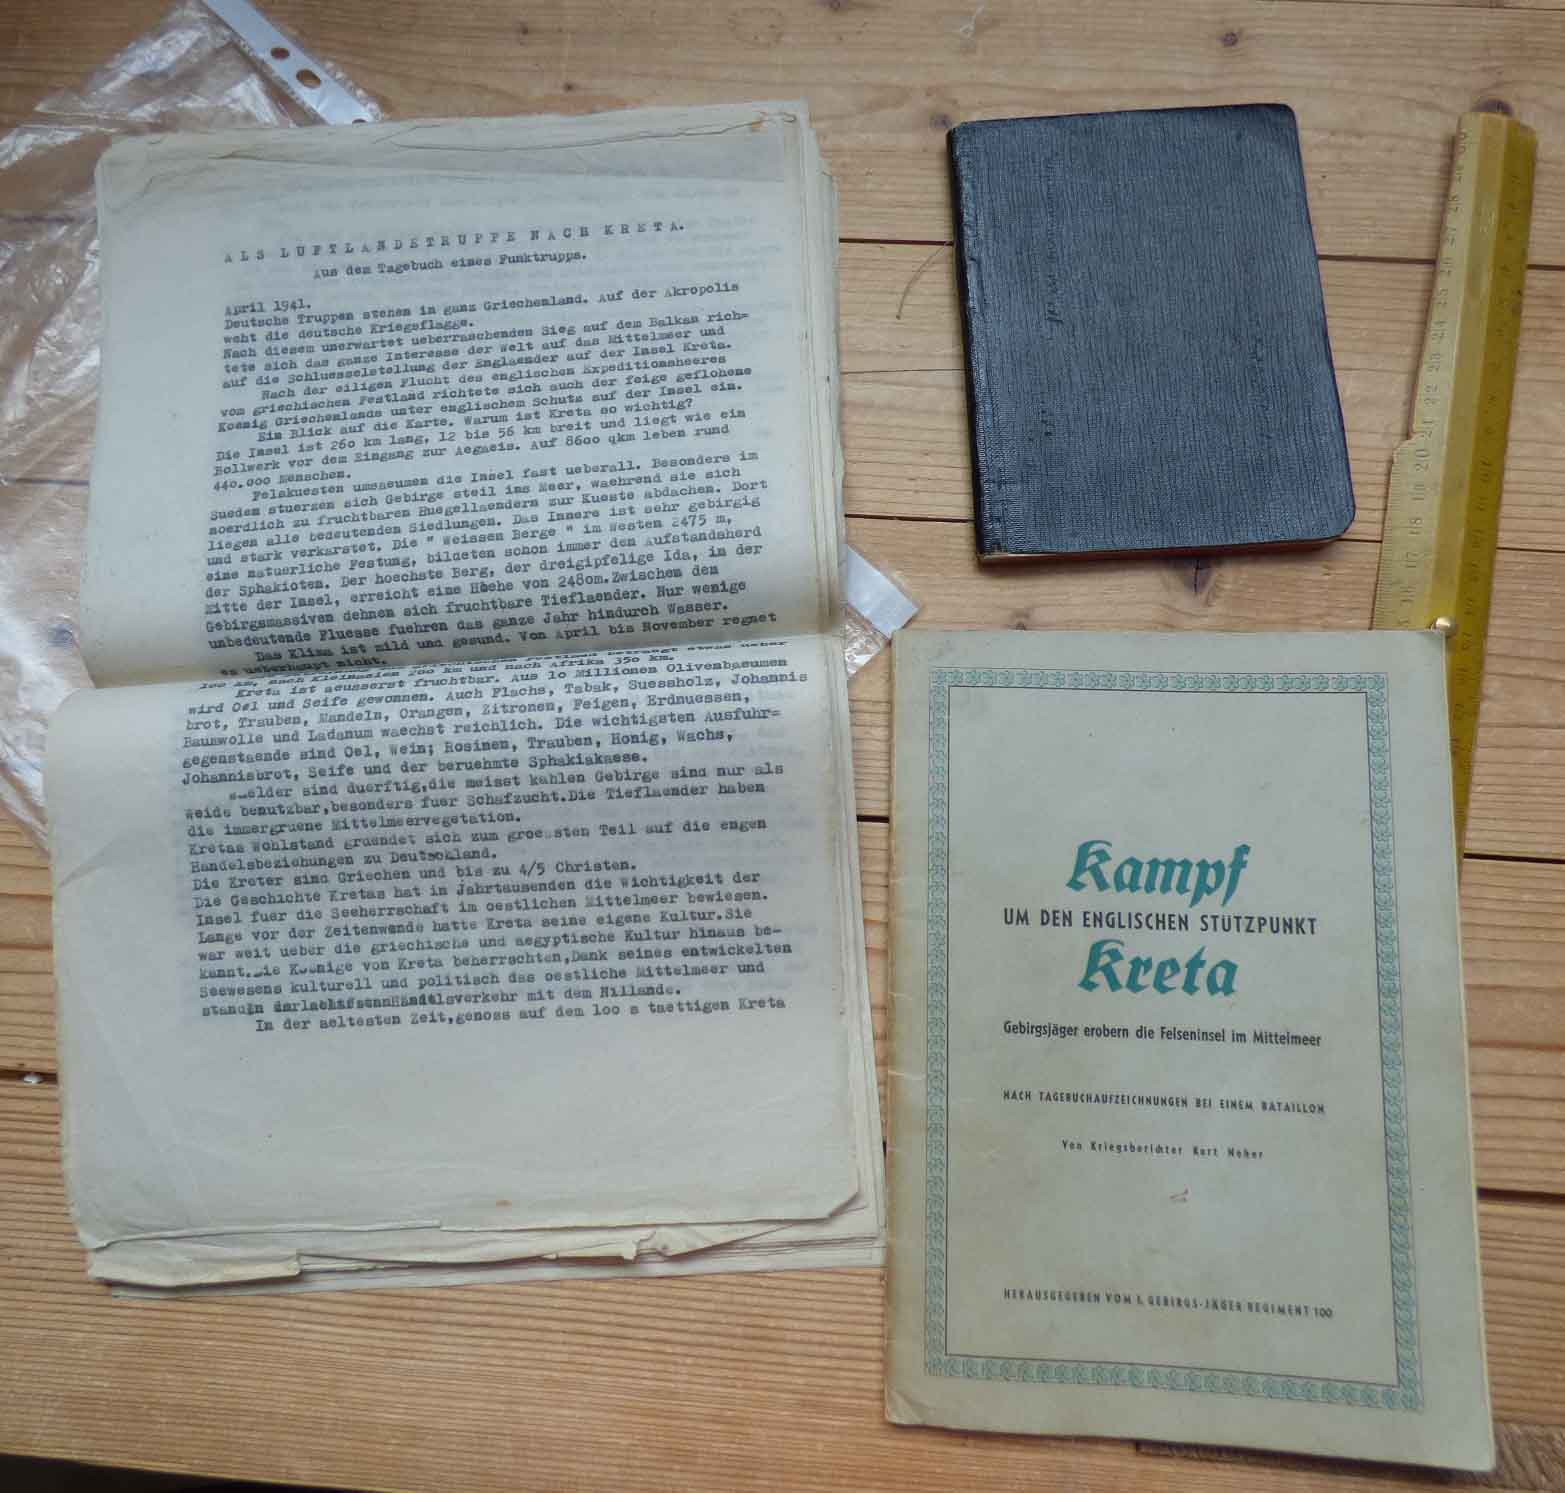 ALS LUFTLANDETRUPPE NACH KRETA.
Aus dem Tagebuch eines Funktrupps.
April 1941.
Deutsche Truppen stehen in ganz Griechenland. Auf der Akropolis
weht die deutsche Kriegsflagge.
Nach diesem unerwartet ueberraschenden Sieg auf dem Balkan rich=
tete sich das ganze Interesse der Welt auf das Mittelmeer und
auf die Schluesselstellung der Englaender auf der Insel Kreta.
Nach der eiligen Flucht des englischen Expeditionsheeres
vom griechischen Festland richtete sich auch der feige geflohene
Koenig Griechenlands unter englischem Schutz auf der Insel ein.
Ein Blick auf die Karte. Warum ist Kreta so wichtig?
Die Insel ist 260 km lang, 12 bis 56 km breit und liegt wie ein
Bollwerk vor dem Eingang zur Aegaeis. Auf 8600 qkm leben rund
440.000 Menschen.
Felskuesten umsaeumen die Insel fast ueberall. Besonders im
Sueden stuerzen sich Gebirge steil ins Meer, waehrend sie sich
noerdlich zu fruchtbaren Huegellaendern zur Kueste abdachen. Dort
liegen alle bedeutenden Siedlungen. Das Innere ist sehr gebirgig
und stark verkarstet. Die " Weissen Berge " im Westen 2475 m,
eine natuerliche Festung, bildeten schon immer den Aufstandsherd
der Sphakioten. Der hoechste Berg, der dreigipfelige Ida, in der
Mitte der Insel, erreicht eine Hoehe von 2480m. Zwischen den
Gebirgsmassiven dehnen sich fruchtbare Tieflaender. Nur wenige
unbedeutende Fluesse fuehren das ganze Jahr hindurch Wasser.
Das Klima ist mild und gesund. Von April bis November regnet
es ueberhaupt nicht.
100 km, nach Kleinasien 200 km und nach Afrika 350 km.
Kreta ist aeusserst fruchtbar. Aus 10 Millionen Olivenbaeumen
wird Oel und Seife gewonnen. Auch Flachs, Tabak, Suessholz, Johannis
brot, Trauben, Mandeln, Orangen, Zitronen, Feigen, Erdnuessen,
Baumwolle und Ladanum waechst reichlich. Die wichtigsten Ausfuhr=
gegenstaende sind Oel, Wein; Rosinen, Trauben, Honig, Wachs,
Johannisbrot, Seife und der beruehmte Sphakiakaese.
Waelder sind duerftig,die meisst kahlen Gebirge sind nur als
Weide benutzbar,besonders fuer Schafzucht.Die Tieflaender haben
die immergruene Mittelmeervegetation.
Kretas Wohlstand gruendet sich zum groessten Teil auf die engen
Handelsbeziehungen zu Deutschland.
Die Kreter sind Griechen und bis zu 4/5 Christen.
Die Geschichte Kretas hat in Jahrtausenden die Wichtigkeit der
Insel fuer die Seeherrschaft im oestlichen Mittelmeer bewiesen.
Lange vor der Zeitenwende hatte Kreta seine eigene Kultur.Sie
war weit ueber die griechische und aegyptische Kultur hinaus be-
kannt.Die Koenige von Kreta beherrschten,Dank seines entwickelten
Seewesens kulturell und politisch das oestliche Mittelmeer und
standen Handelsverkehr mit dem Nillande.
In der aeltesten Zeit,genoss auf dem 100 s taettigen Kreta
Kampf
UM DEN ENGLISCHEN STÜTZPUNKT
Kreta
Gebirgsjäger erobern die Felseninsel im Mittelmeer
NACH TAGEBUCHAUFZEICHNUNGEN BEI EINEM BATAILLON
Von Kriegsberichter Kurt Neher
HERAUSGEGEBEN VOM 1. GEBIRGS-JÄGER REGIMENT 100